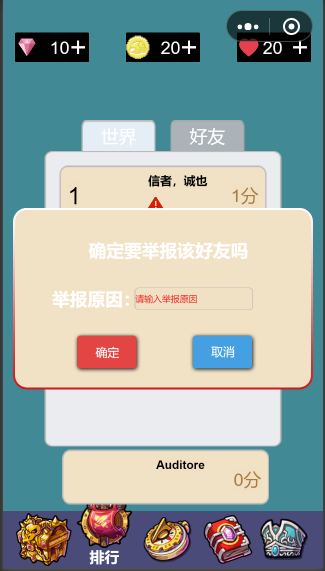 10+ 20+ 20 +
世界 好友
信者，诚也
1 1分
确定要举报该好友吗
举报原因： 请输入举报原因
确定 取消
Auditore
0分
排行